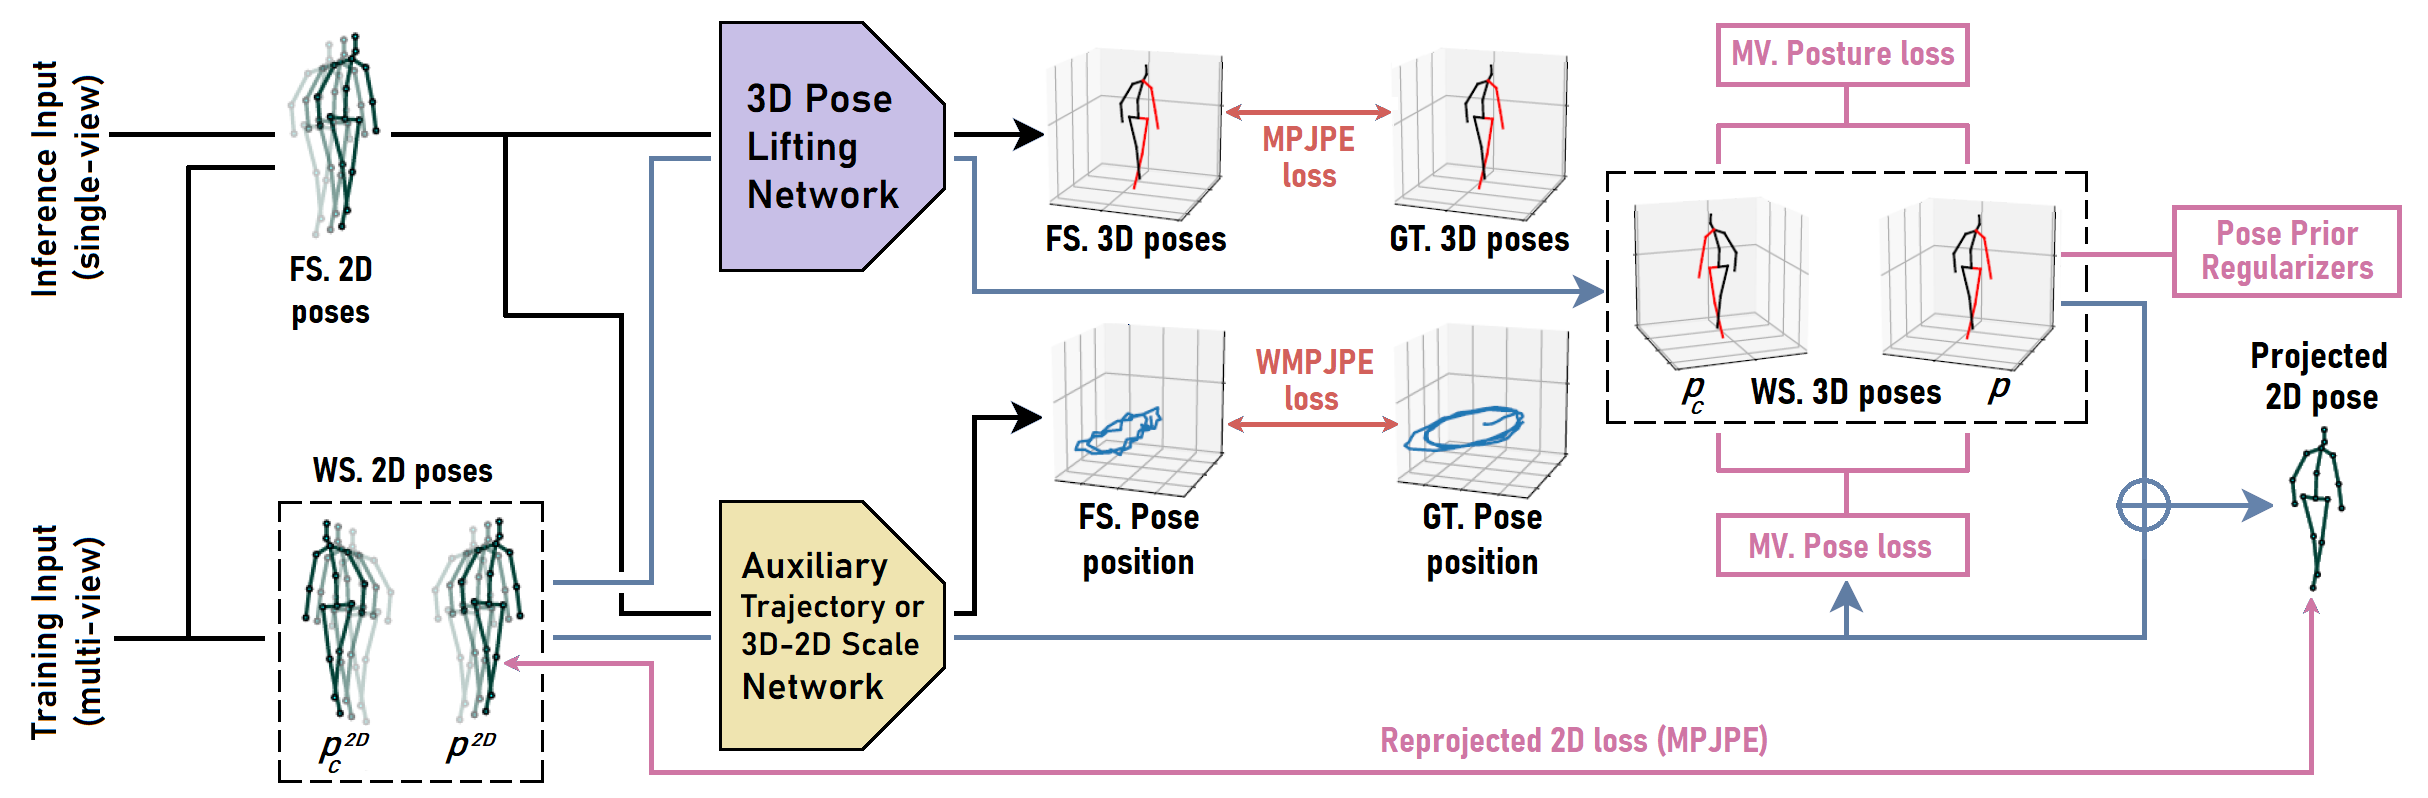 Inference Input
(single-view)
FS. 2D
poses
3D Pose
Lifting
Network
FS. 3D poses
MPJPE
loss
GT. 3D poses
MV. Posture loss
Pose Prior
Regularizers
p c
WS. 3D poses
p
Projected
2D pose
Training Input
(multi-view)
WS. 2D poses
p c 2D
p 2D
Auxiliary
Trajectory or
3D-2D Scale
Network
WMPJPE
loss
FS. Pose
position
GT. Pose
position
MV. Pose loss
Reprojected 2D loss (MPJPE)